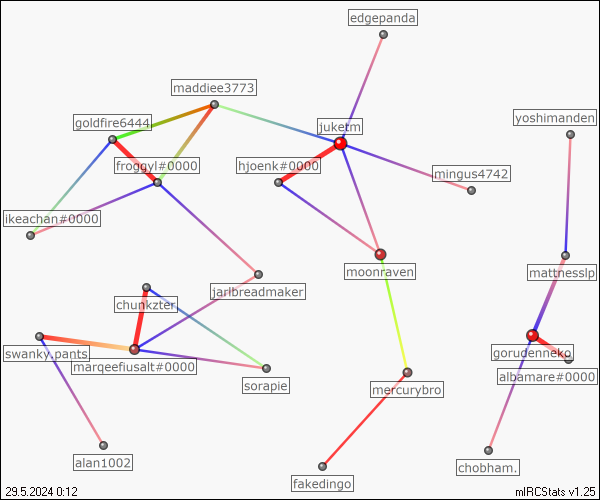 edgepanda
maddiee3773
goldfire6444
juketm
yoshimanden
froggyl#0000
hjoenk#0000
mingus4742
ikeachan#0000
moonraven
mattnesslp
jarlbreadmaker
chunkzter
swanky.pants
marqeefiusalt#0000
gorudenneko
albamare#0000
sorapie
mercurybro
alan1002
chobham.
fakedingo
29.5.2024 0:12
mIRCStats v1.25